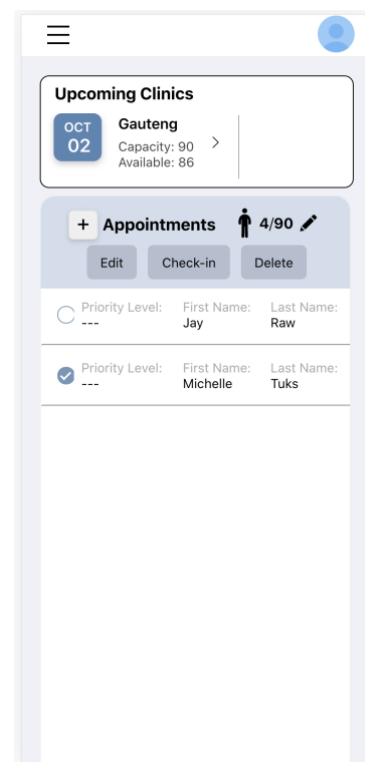 Upcoming Clinics
OCT
02
Gauteng
Capacity: 90
Available: 86
+ Appointments 4/90
Edit Check-in Delete
Priority Level: First Name: Last Name:
--- Jay Raw
Priority Level: First Name: Last Name:
--- Michelle Tuks